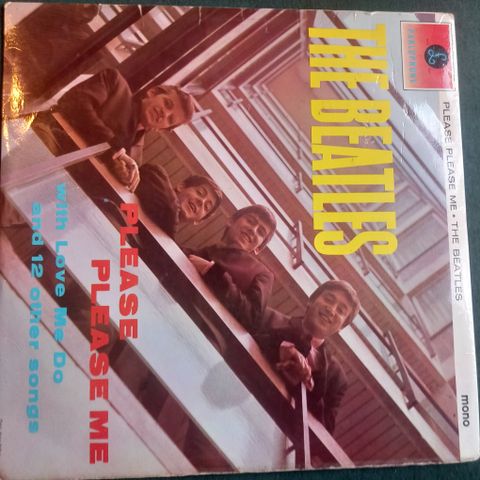 PARLOPHONE
PLEASE PLEASE ME • THE BEATLES
mono
THE BEATLES
PLEASE
PLEASE ME
with Love Me Do
and 12 other songs